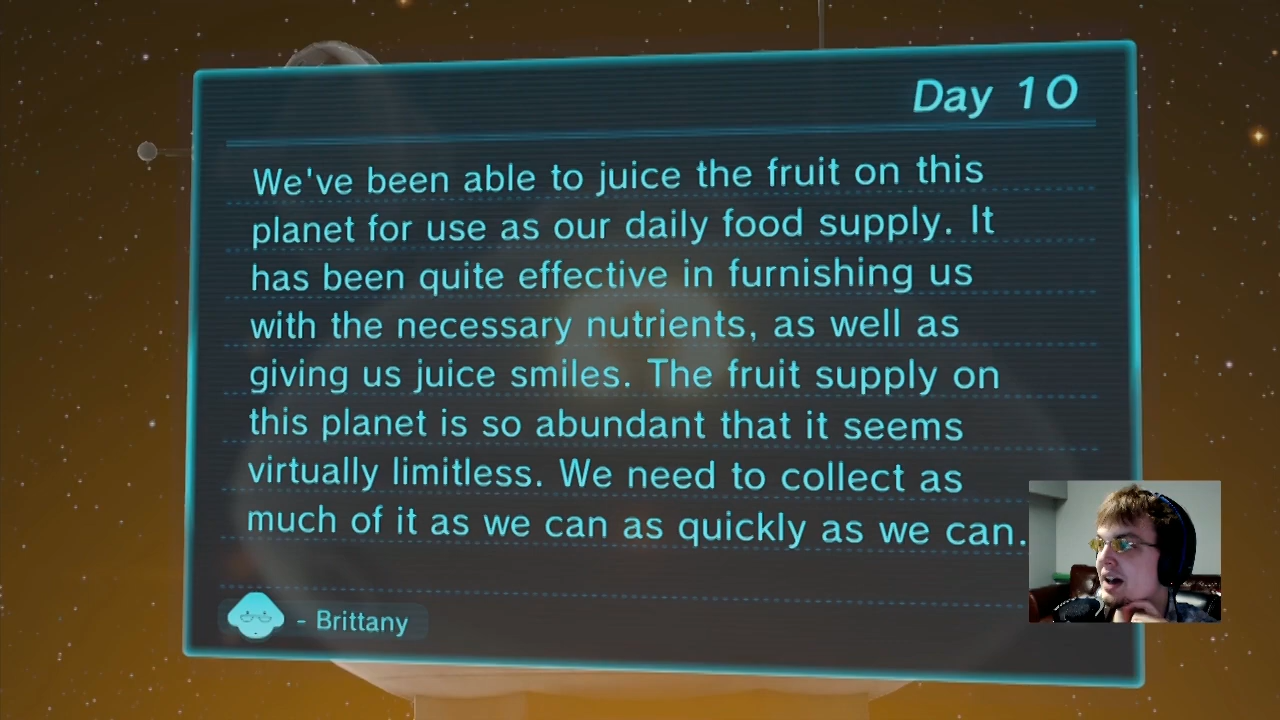 Day 10
We've been able to juice the fruit on this
planet for use as our daily food supply. It
has been quite effective in furnishing us
with the necessary nutrients, as well as
giving us juice smiles. The fruit supply on
this planet is so abundant that it seems
virtually limitless. We need to collect as
much of it as we can as quickly as we can.
- Brittany